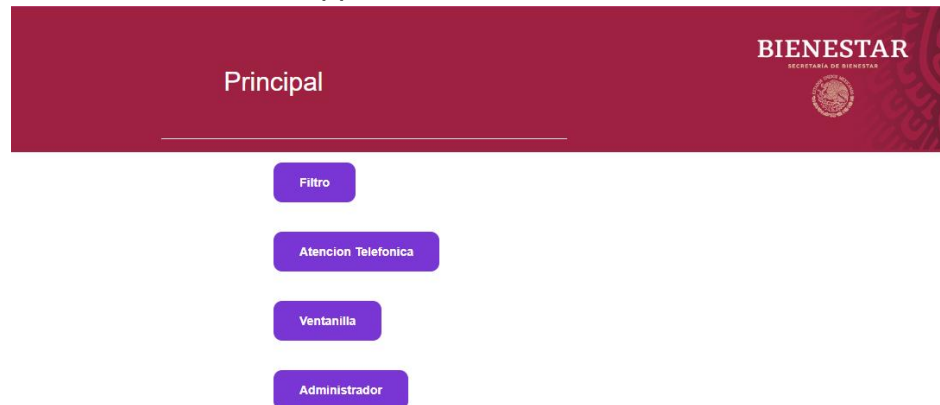 BIENESTAR
SECRETARÍA DE BIENESTAR
Principal
Filtro
Atencion Telefonica
Ventanilla
Administrador